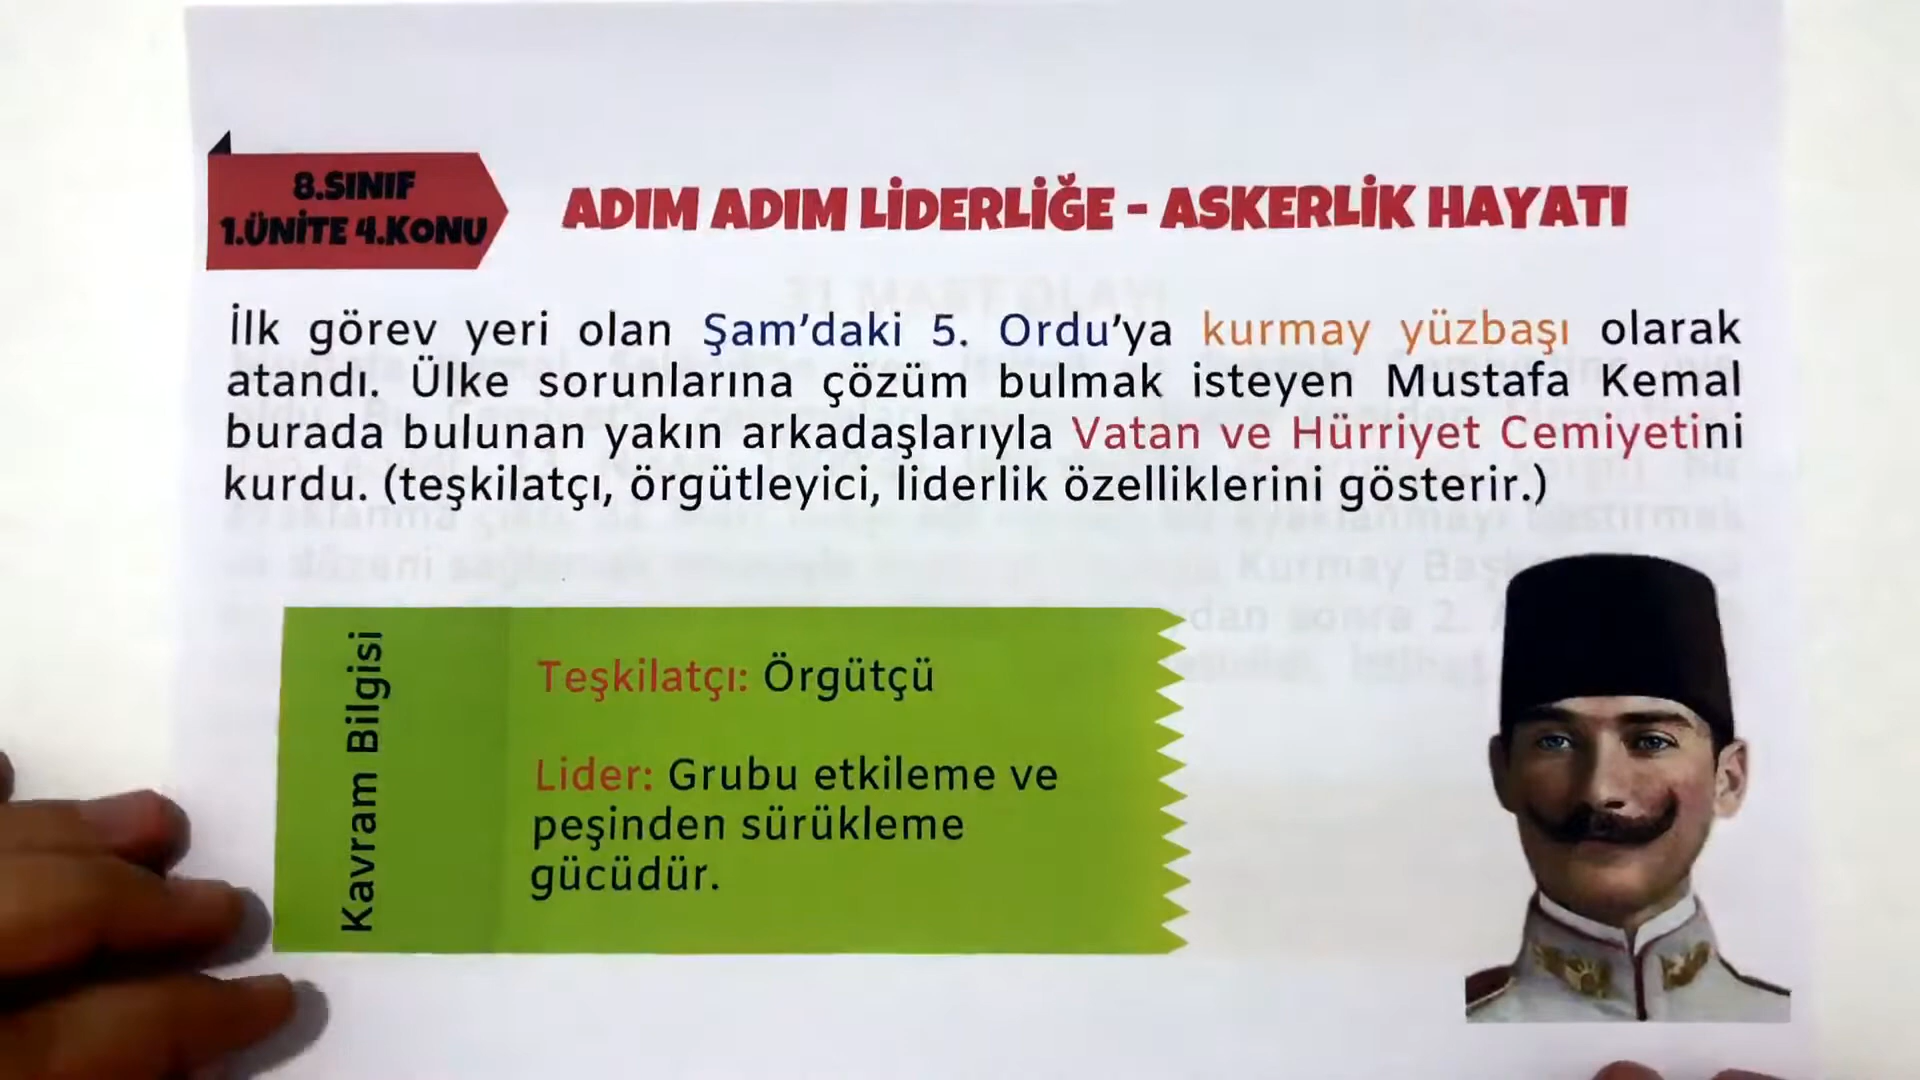 8.SINIF
1.ÜNİTE 4.KONU
ADIM ADIM LİDERLİĞE - ASKERLİK HAYATI
İlk görev yeri olan Şam’daki 5. Ordu’ya kurmay yüzbaşı olarak
atandı. Ülke sorunlarına çözüm bulmak isteyen Mustafa Kemal
burada bulunan yakın arkadaşlarıyla Vatan ve Hürriyet Cemiyetini
kurdu. (teşkilatçı, örgütleyici, liderlik özelliklerini gösterir.)
Kavram Bilgisi
Teşkilatçı: Örgütçü
Lider: Grubu etkileme ve
peşinden sürükleme
gücüdür.